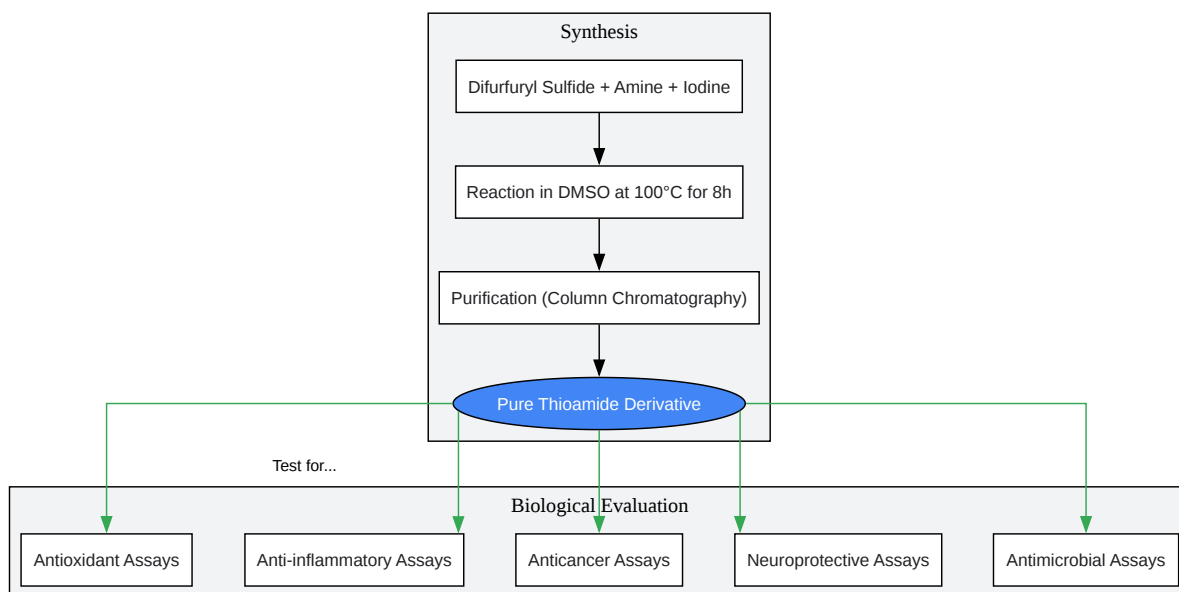 Synthesis
Difurfuryl Sulfide + Amine + Iodine
Reaction in DMSO at 100°C for 8h
Purification (Column Chromatography)
Pure Thioamide Derivative
Test for...
Biological Evaluation
Antioxidant Assays
Anti-inflammatory Assays
Anticancer Assays
Neuroprotective Assays
Antimicrobial Assays